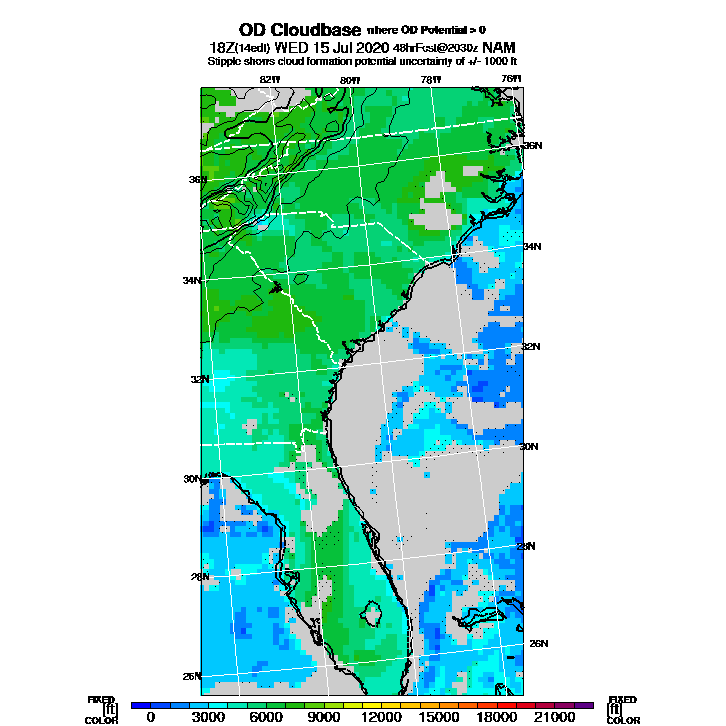 OD Cloudbase where OD Potential > 0
18Z(14edt) WED 15 Jul 2020 48hrFcst@2030z NAM
Stipple shows cloud formation potential uncertainty of +/- 1000 ft
82W 80W 78W 76W
36N 36N
34N 34N
32N 32N
30N 30N
28N 28N
26N 26N
FIXED FIXED
[ft] [ft]
COLOR COLOR
0 3000 6000 9000 12000 15000 18000 21000